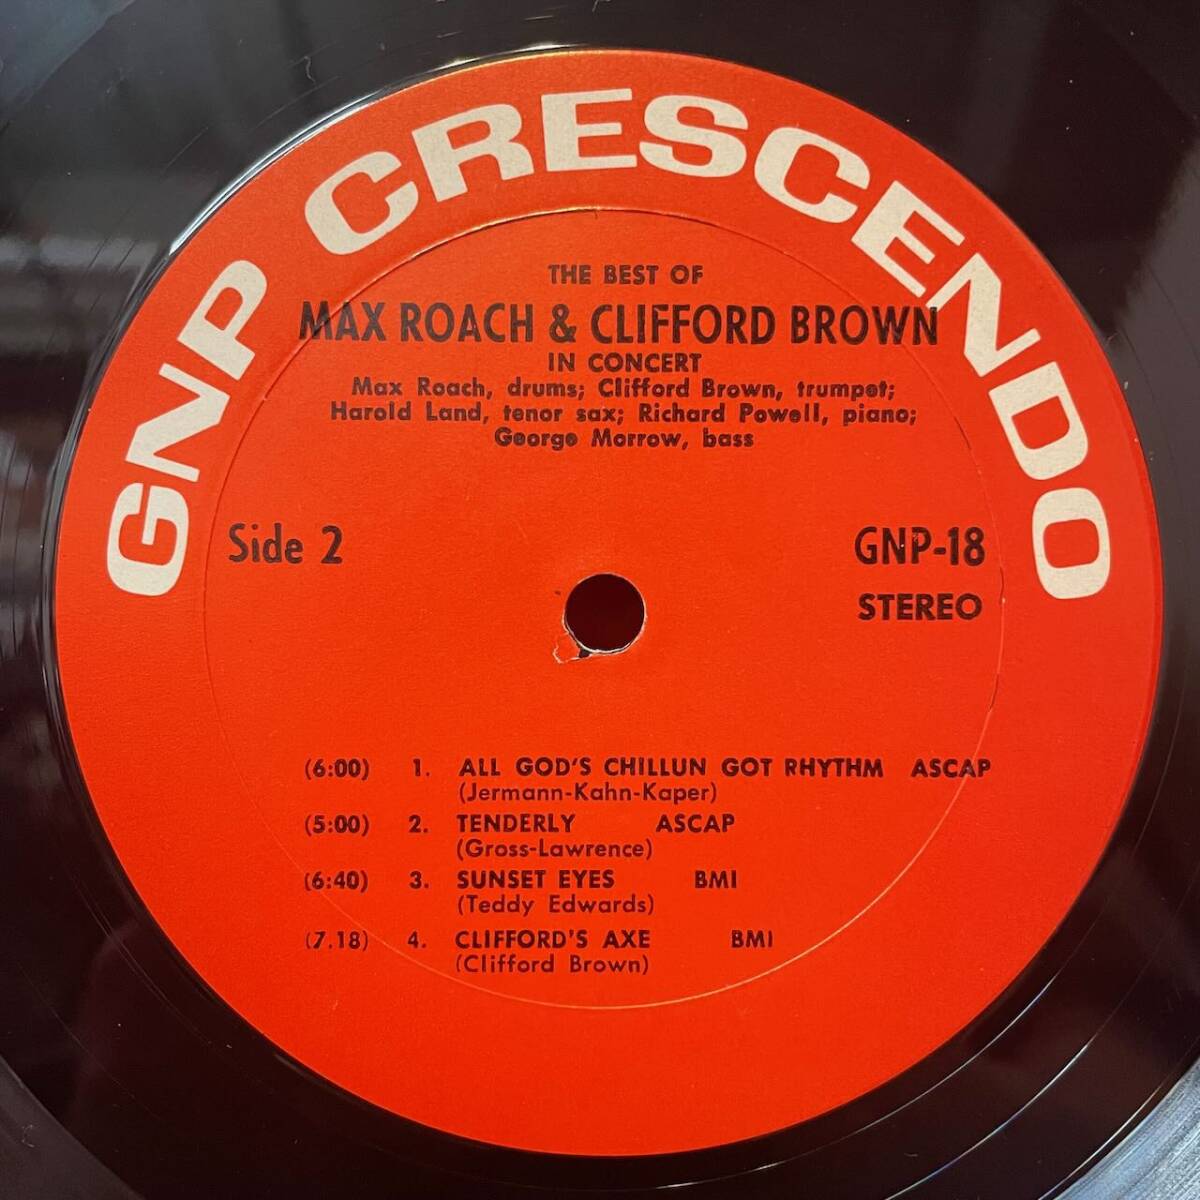 GNP CRESCENDO
THE BEST OF
MAX ROACH & CLIFFORD BROWN
IN CONCERT
Max Roach, drums; Clifford Brown, trumpet;
Harold Land, tenor sax; Richard Powell, piano;
George Morrow, bass
Side 2
GNP-18
STEREO
(6:00) 1. ALL GOD'S CHILLUN GOT RHYTHM ASCAP
(Jermann-Kahn-Kaper)
(5:00) 2. TENDERLY ASCAP
(Gross-Lawrence)
(6:40) 3. SUNSET EYES BMI
(Teddy Edwards)
(7.18) 4. CLIFFORD'S AXE BMI
(Clifford Brown)